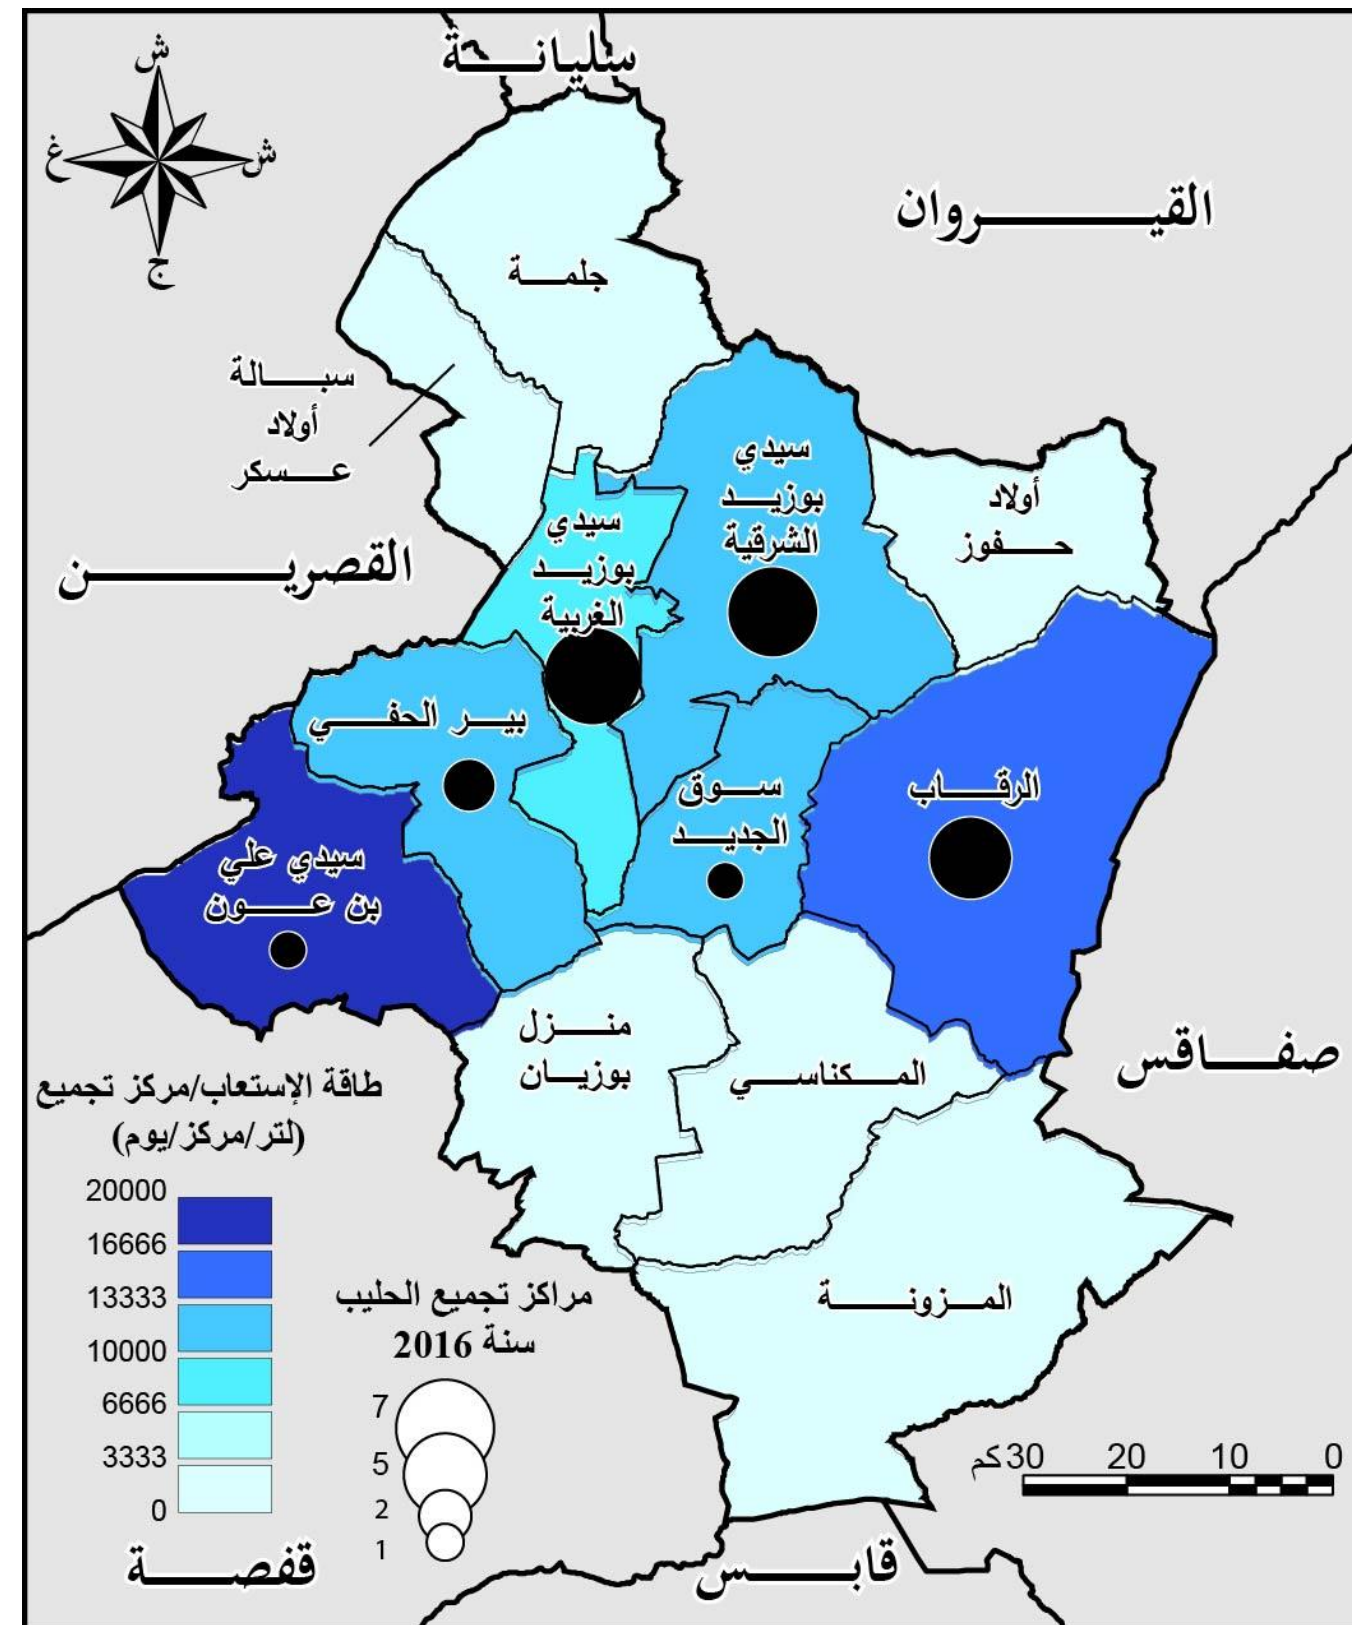 سليانة
ش
غ
ش
ج
القيروان
جلمة
سبالة
أولاد
عسكر
سيدي
بوزيد
الشرقية
أولاد
حفوز
سيدي
بوزيد
الغربية
القصرين
بير الحفي
الرقاب
سوق
الجديد
سيدي علي
بن عون
منزل
بوزيان
المكناسي
صفاقس
المزونة
طاقة الإستعاب/مركز تجميع
(لتر/مركز/يوم)
20000
16666
13333
10000
6666
3333
0
مراكز تجميع الحليب
سنة 2016
7
5
2
1
كم 30 20 10 0
قفصة
قابس